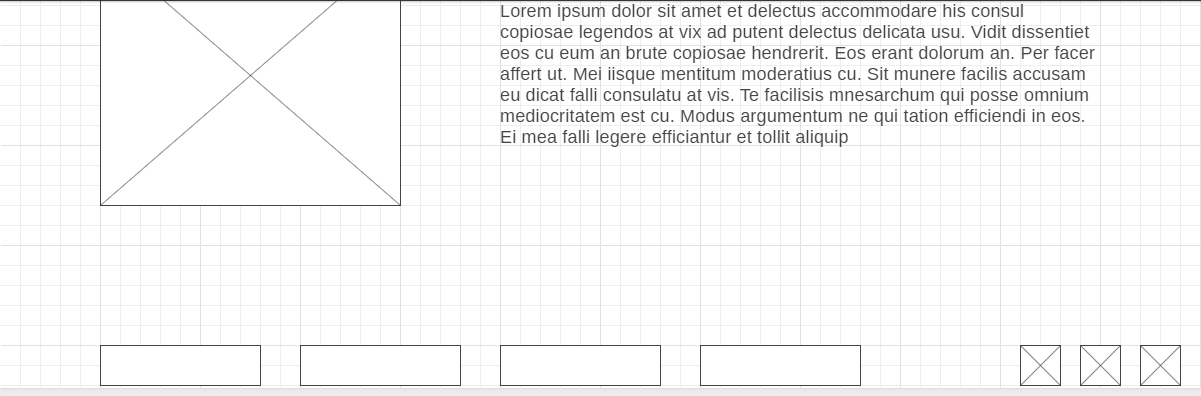 Lorem ipsum dolor sit amet et delectus accommodare his consul
copiosae legendos at vix ad putent delectus delicata usu. Vidit dissentiet
eos cu eum an brute copiosae hendrerit. Eos erant dolorum an. Per facer
affert ut. Mei iisque mentitum moderatius cu. Sit munere facilis accusam
eu dicat falli consulatu at vis. Te facilisis mnesarchum qui posse omnium
mediocritatem est cu. Modus argumentum ne qui tation efficiendi in eos.
Ei mea falli legere efficiantur et tollit aliquip